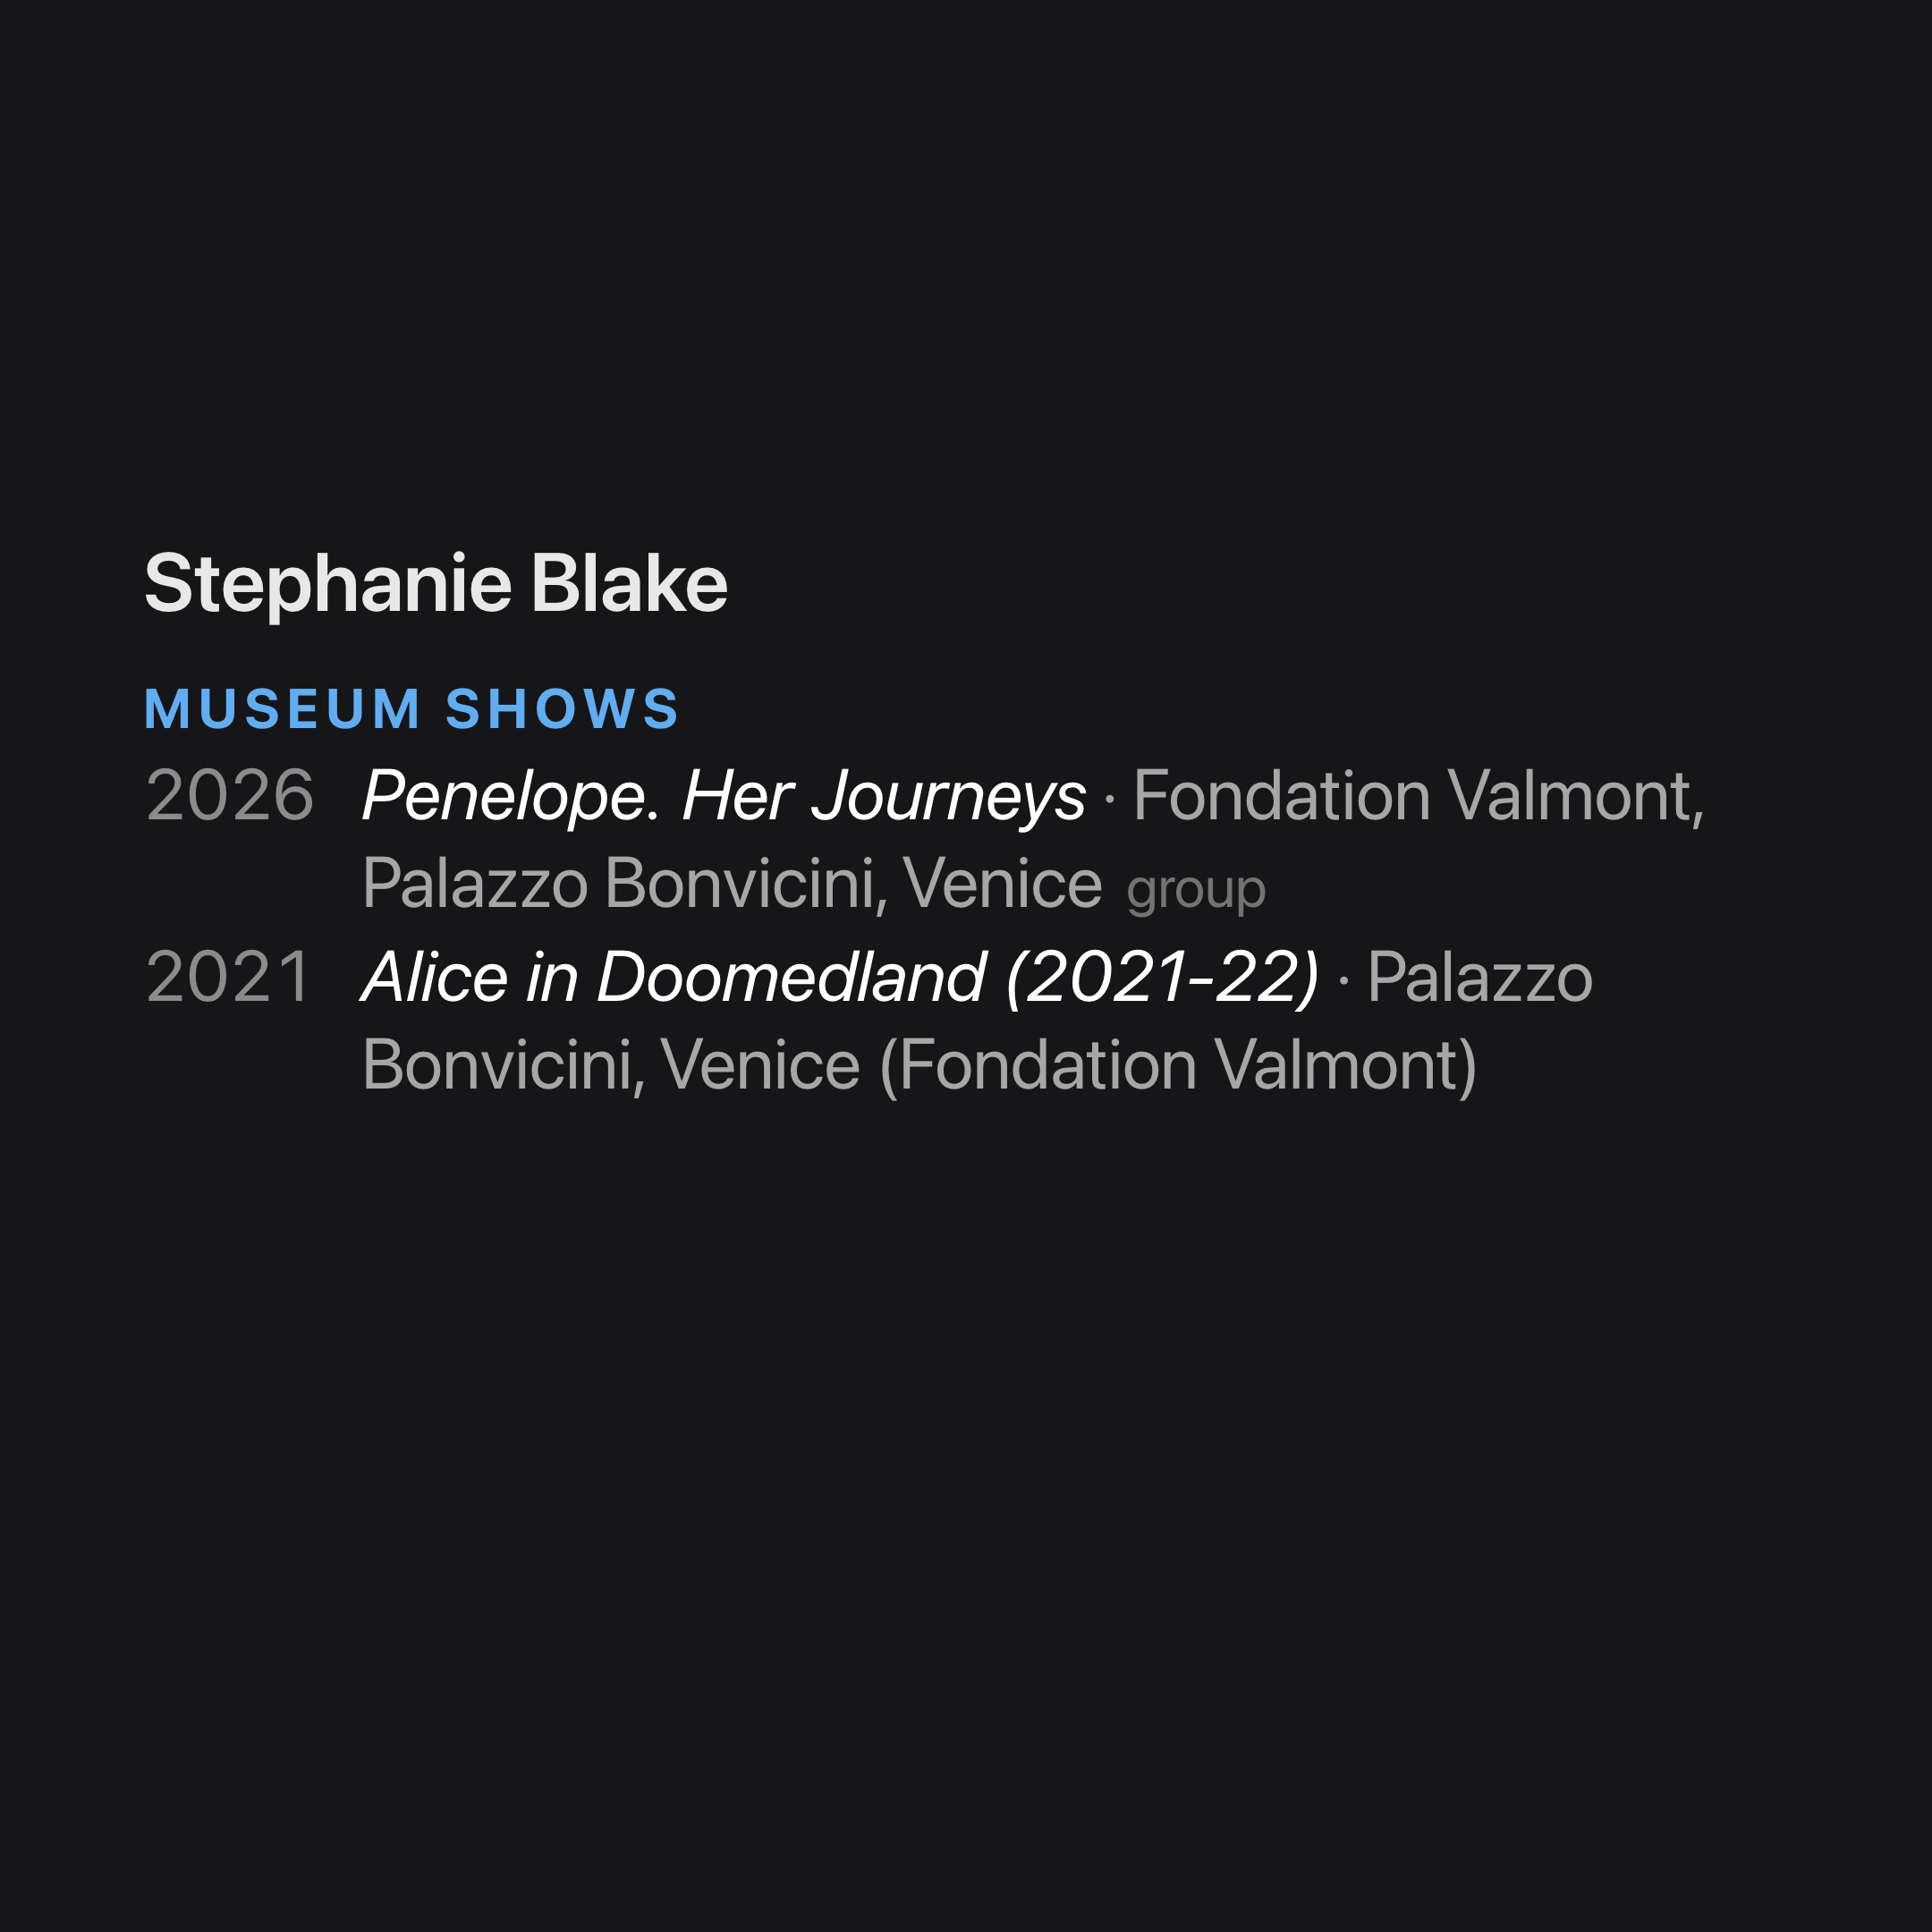 Stephanie Blake
MUSEUM SHOWS
2026 Penelope. Her Journeys · Fondation Valmont,
Palazzo Bonvicini, Venice group
2021 Alice in Doomedland (2021-22) · Palazzo
Bonvicini, Venice (Fondation Valmont)